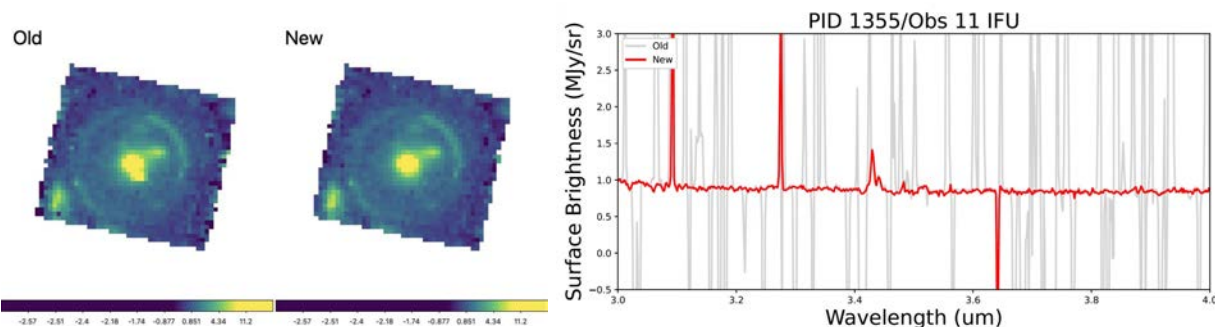 Old
New
-2.57 -2.51 -2.4 -2.18 -1.74 -0.877 0.851 4.34 11.2
-2.57 -2.51 -2.4 -2.18 -1.74 -0.877 0.851 4.34 11.2
PID 1355/Obs 11 IFU
Surface Brightness (MJy/sr)
3.0
2.5
2.0
1.5
1.0
0.5
0.0
-0.5
Old
New
3.0 3.2 3.4 3.6 3.8 4.0
Wavelength (um)